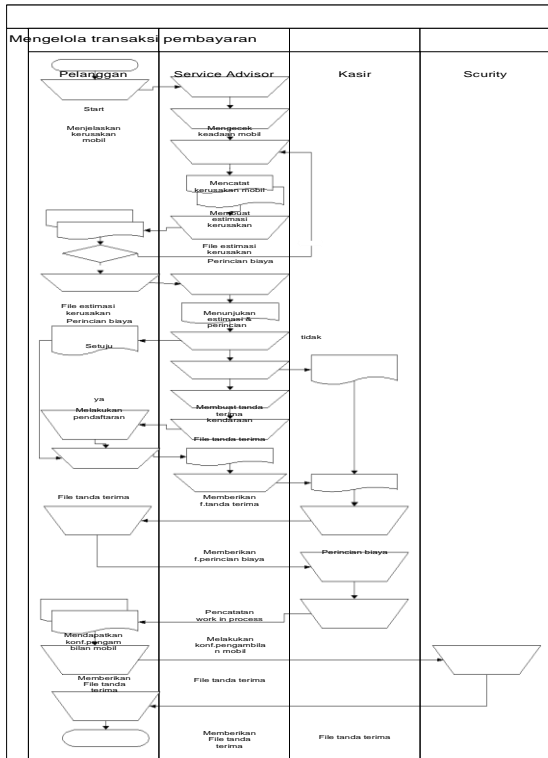 Mengelola transaksi pembayaran
Pelanggan
Service Advisor
Kasir
Scurity
Start
Menjelaskan
kerusakan
mobil
Mengecek
keadaan mobil
Mencatat
kerusakan mobil
Membuat
estimasi
kerusakan
File estimasi
kerusakan
Perincian biaya
File estimasi
kerusakan
Perincian biaya
Menunjukan
estimasi &
perincian
tidak
Setuju
ya
Melakukan
pendaftaran
Membuat tanda
terima
kendaraan
File tanda terima
File tanda terima
Memberikan
f.tanda terima
Memberikan
f.perincian biaya
Perincian biaya
Pencatatan
work in process
Mendapatkan
konf.pengam
bilan mobil
Melakukan
konf.pengambila
n mobil
Memberikan
File tanda
terima
File tanda terima
Memberikan
File tanda
terima
File tanda terima